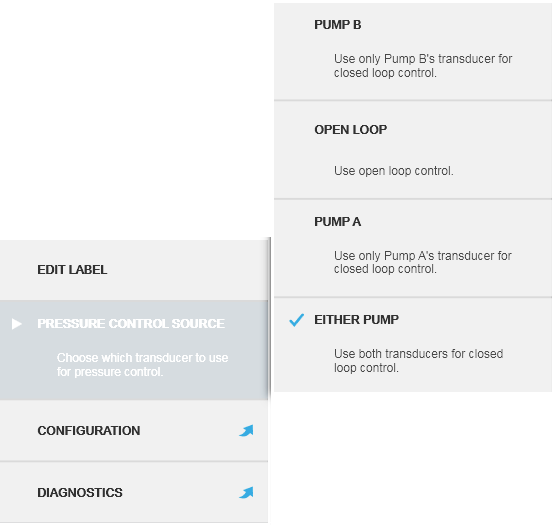 PUMP B
Use only Pump B's transducer for
closed loop control.
OPEN LOOP
Use open loop control.
PUMP A
Use only Pump A's transducer for
closed loop control.
EITHER PUMP
Use both transducers for closed
loop control.
EDIT LABEL
PRESSURE CONTROL SOURCE
Choose which transducer to use
for pressure control.
CONFIGURATION
DIAGNOSTICS